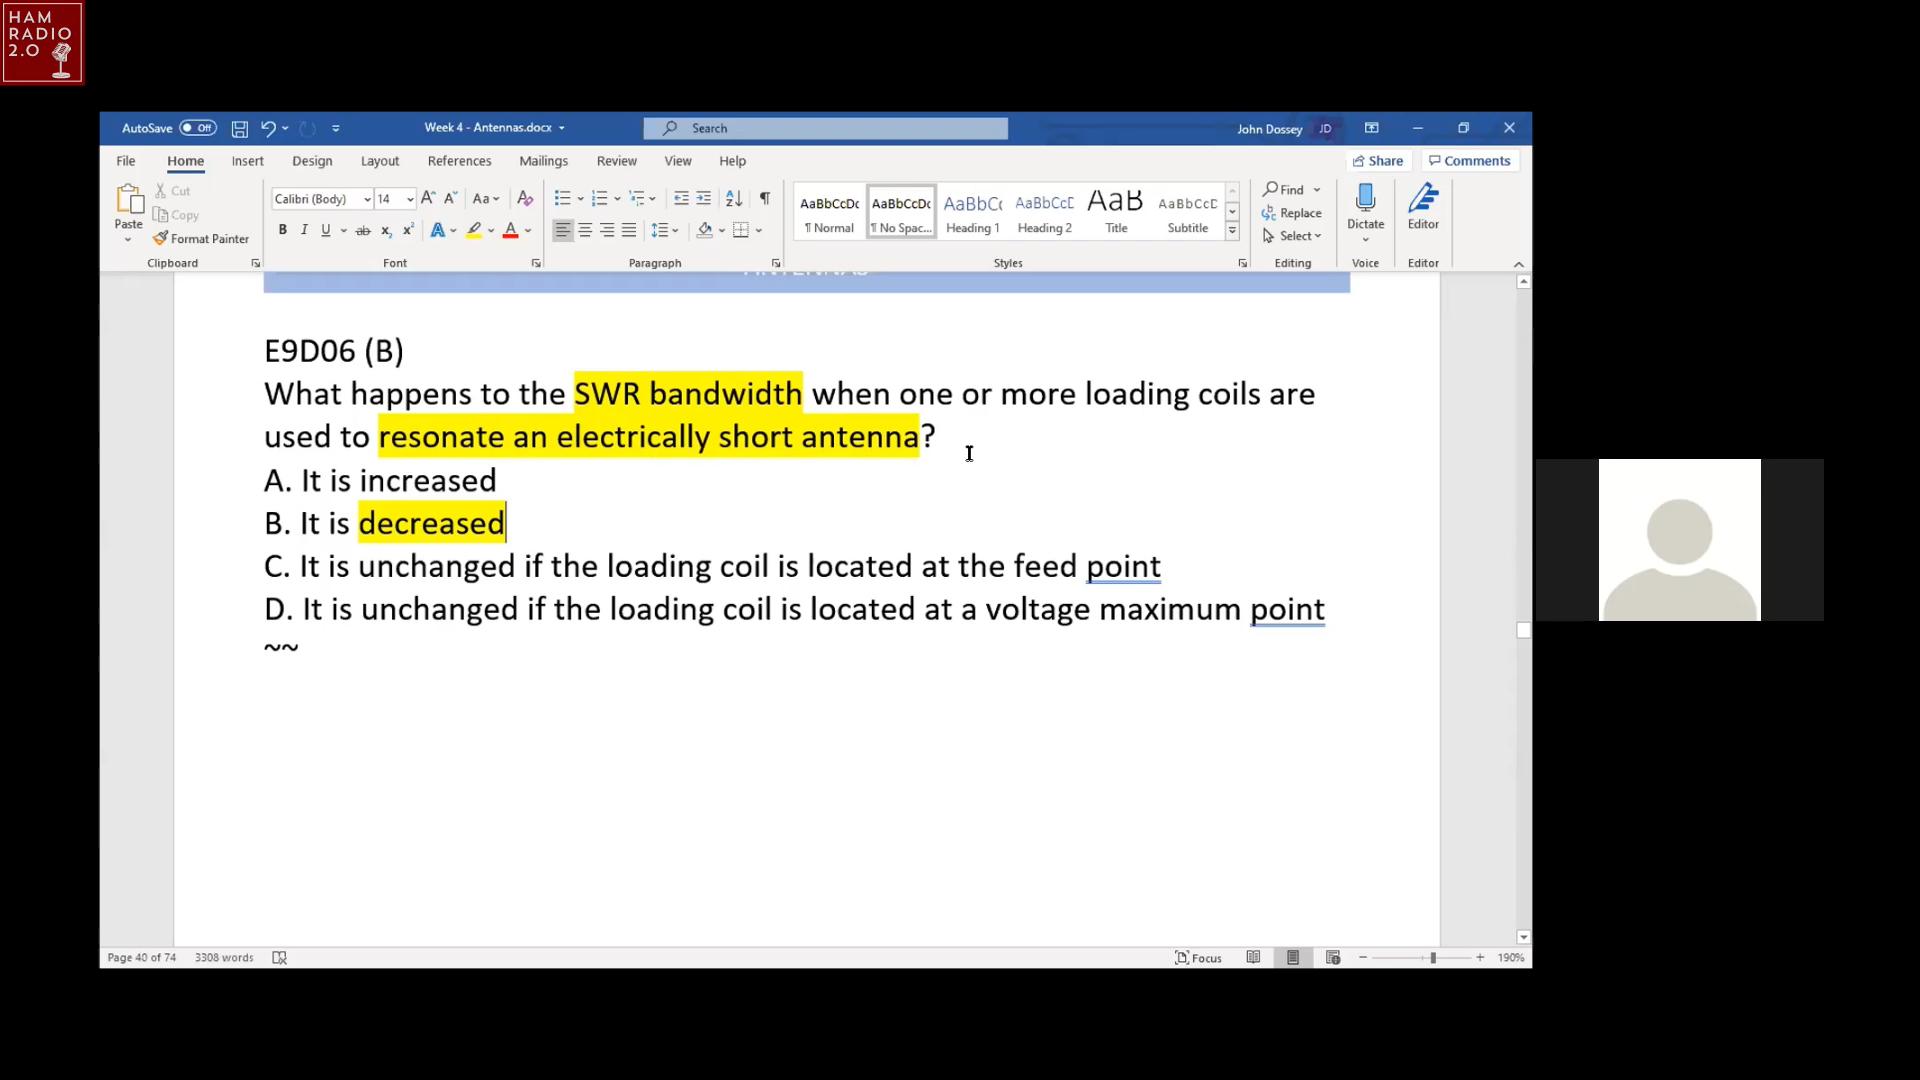 HAM
RADIO
2.0
AutoSave Off
Week 4 - Antennas.docx
Search
John Dossey JD
File Home Insert Design Layout References Mailings Review View Help
Share Comments
Paste
Cut
Copy
Format Painter
Clipboard
Calibri (Body) 14
Font
Paragraph
AaBbCcDc AaBbCcDc AaBbCc AaBbCcD AaB AaBbCcD
¶ Normal ¶ No Spac... Heading 1 Heading 2 Title Subtitle
Styles
Find
Replace
Select
Editing
Dictate
Voice
Editor
Editor
ANTENNAS
E9D06 (B)
What happens to the SWR bandwidth when one or more loading coils are
used to resonate an electrically short antenna?
A. It is increased
B. It is decreased
C. It is unchanged if the loading coil is located at the feed point
D. It is unchanged if the loading coil is located at a voltage maximum point
~~
Page 40 of 74 3308 words
Focus
190%